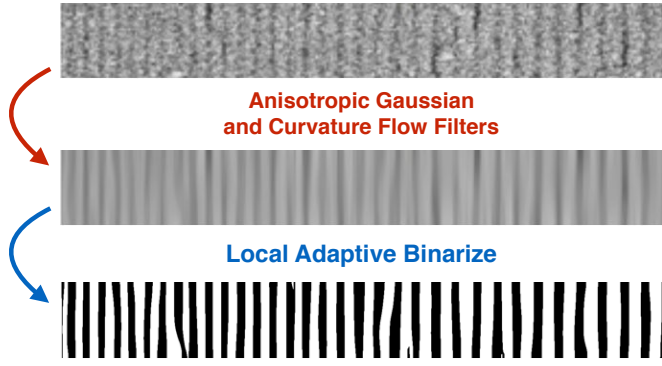 Anisotropic Gaussian
and Curvature Flow Filters
Local Adaptive Binarize